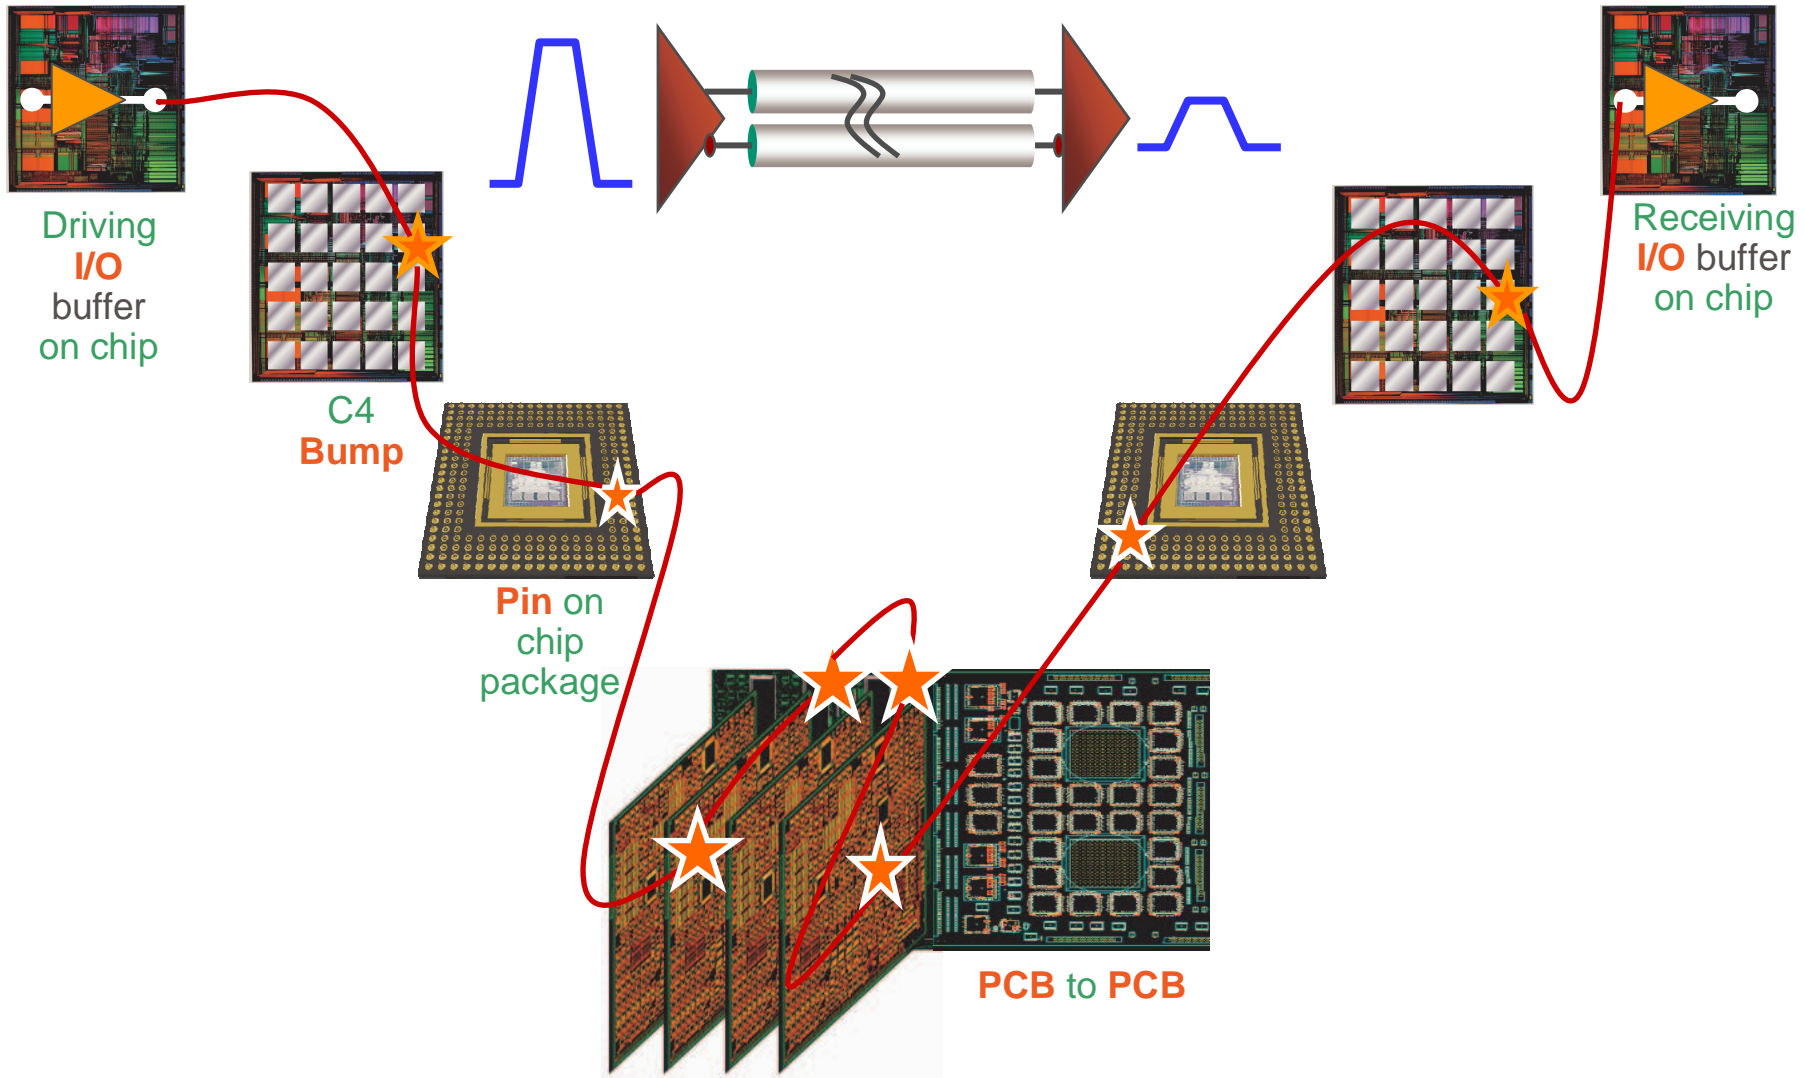 Driving
I/O
buffer
on chip
C4
Bump
Pin on
chip
package
PCB to PCB
Receiving
I/O buffer
on chip